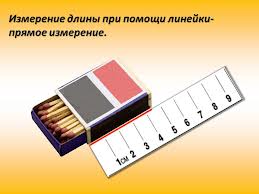 Измерение длины при помощи линейки-
прямое измерение.
1см 2 3 4 5 6 7 8 9